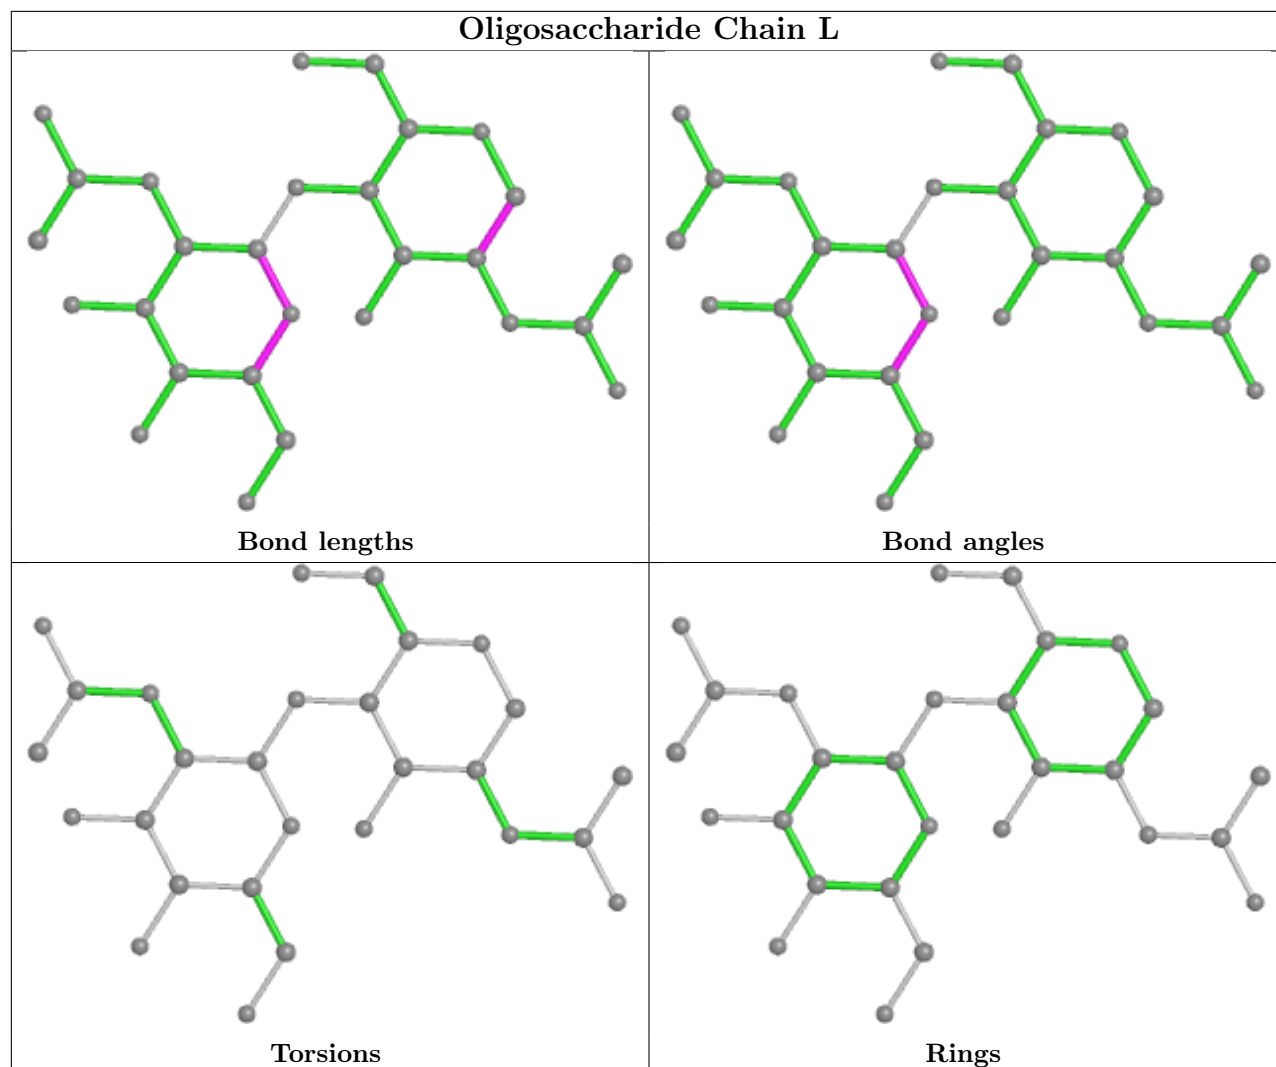 Oligosaccharide Chain L
Bond lengths
Bond angles
Torsions
Rings